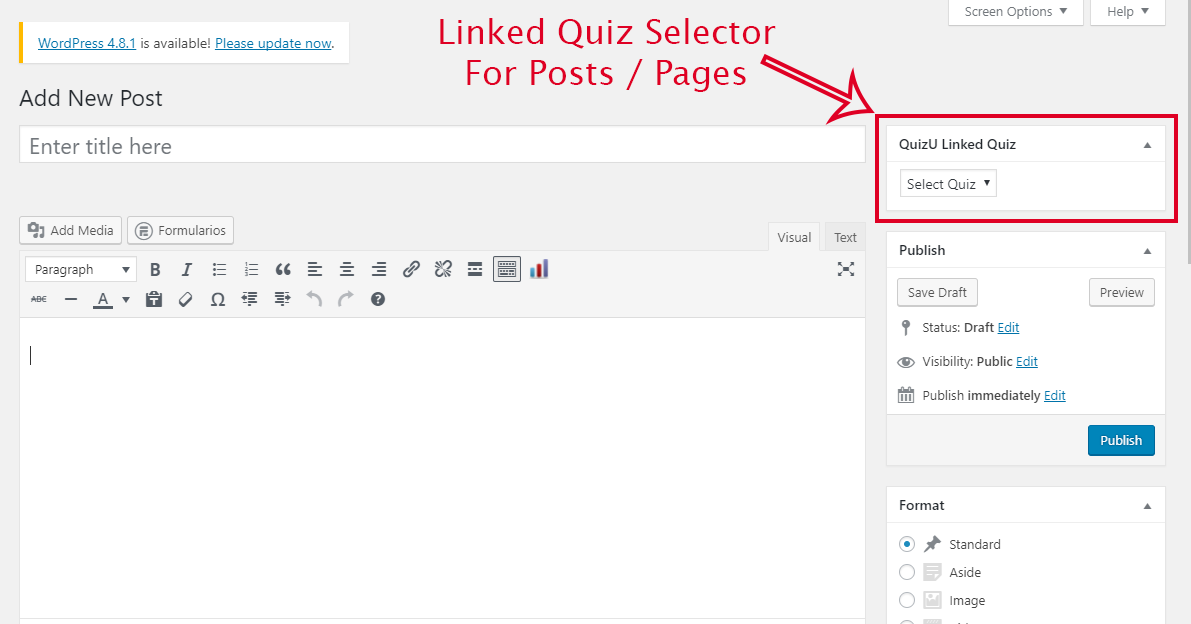 Screen Options ▼
Help ▼
WordPress 4.8.1 is available! Please update now.
Linked Quiz Selector
For Posts / Pages
Add New Post
Enter title here
QuizU Linked Quiz
Select Quiz
Add Media
Formularios
Visual
Text
Paragraph
B I
ABC
A
Ω
Publish
Save Draft
Preview
Status: Draft Edit
Visibility: Public Edit
Publish immediately Edit
Publish
Format
Standard
Aside
Image